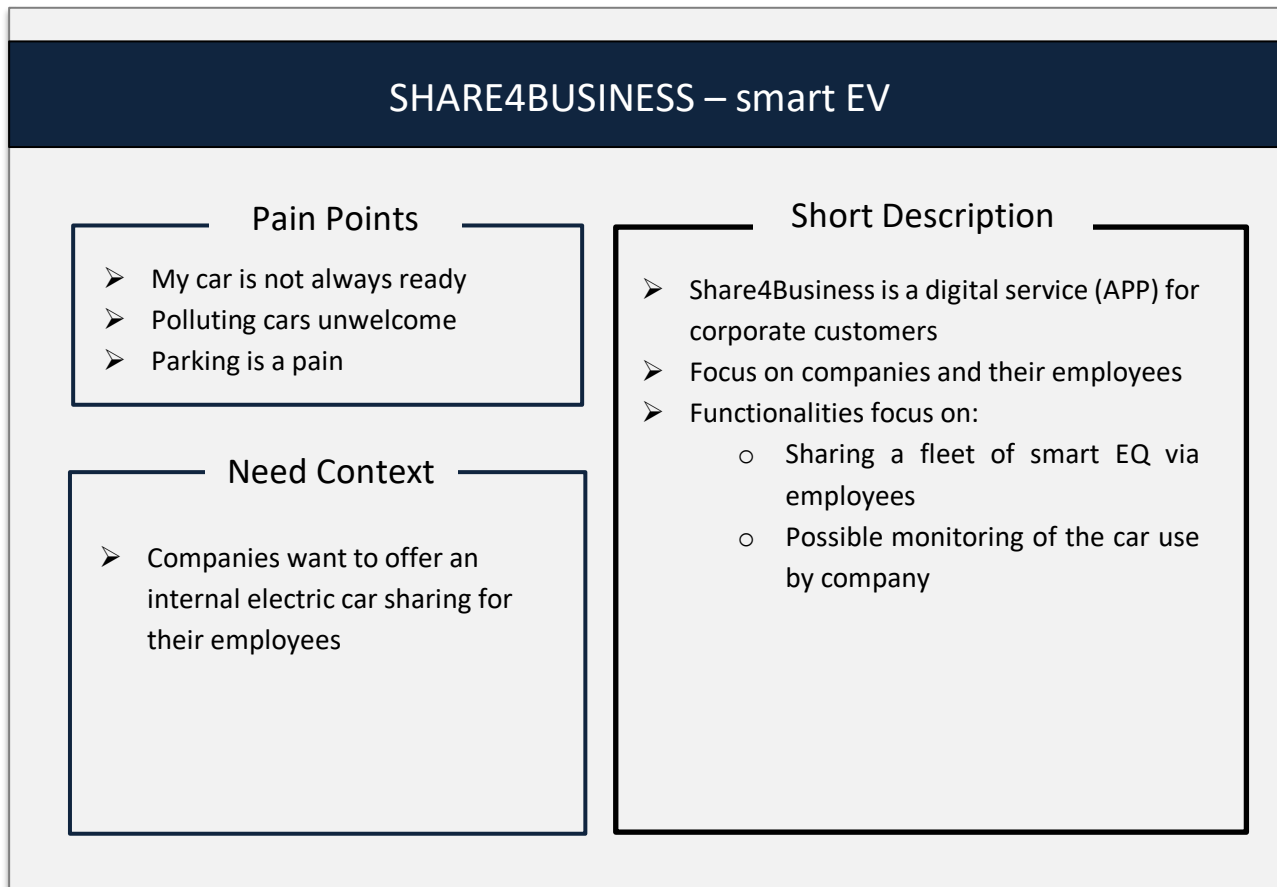 SHARE4BUSINESS – smart EV
Pain Points
➢ My car is not always ready
➢ Polluting cars unwelcome
➢ Parking is a pain
Need Context
➢ Companies want to offer an
internal electric car sharing for
their employees
Short Description
➢ Share4Business is a digital service (APP) for
corporate customers
➢ Focus on companies and their employees
➢ Functionalities focus on:
o Sharing a fleet of smart EQ via
employees
o Possible monitoring of the car use
by company